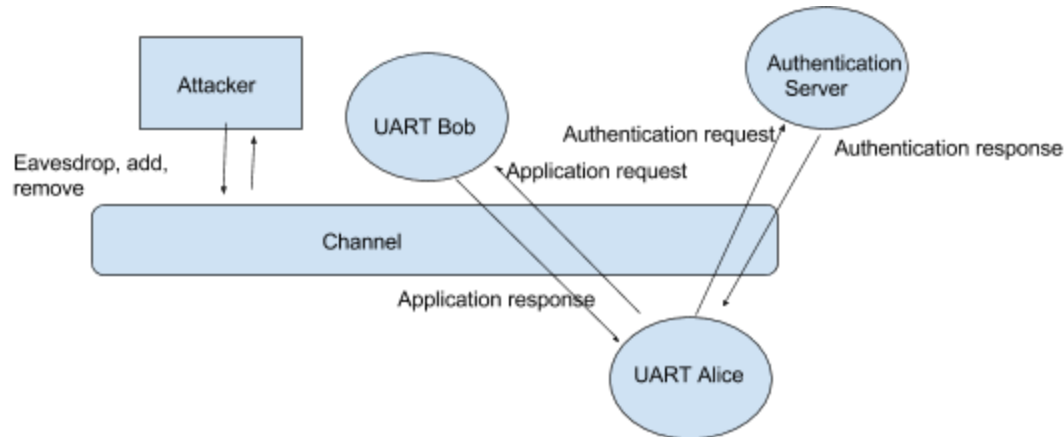 Attacker
Authentication
Server
UART Bob
Authentication request
Authentication response
Eavesdrop, add,
remove
Application request
Channel
Application response
UART Alice